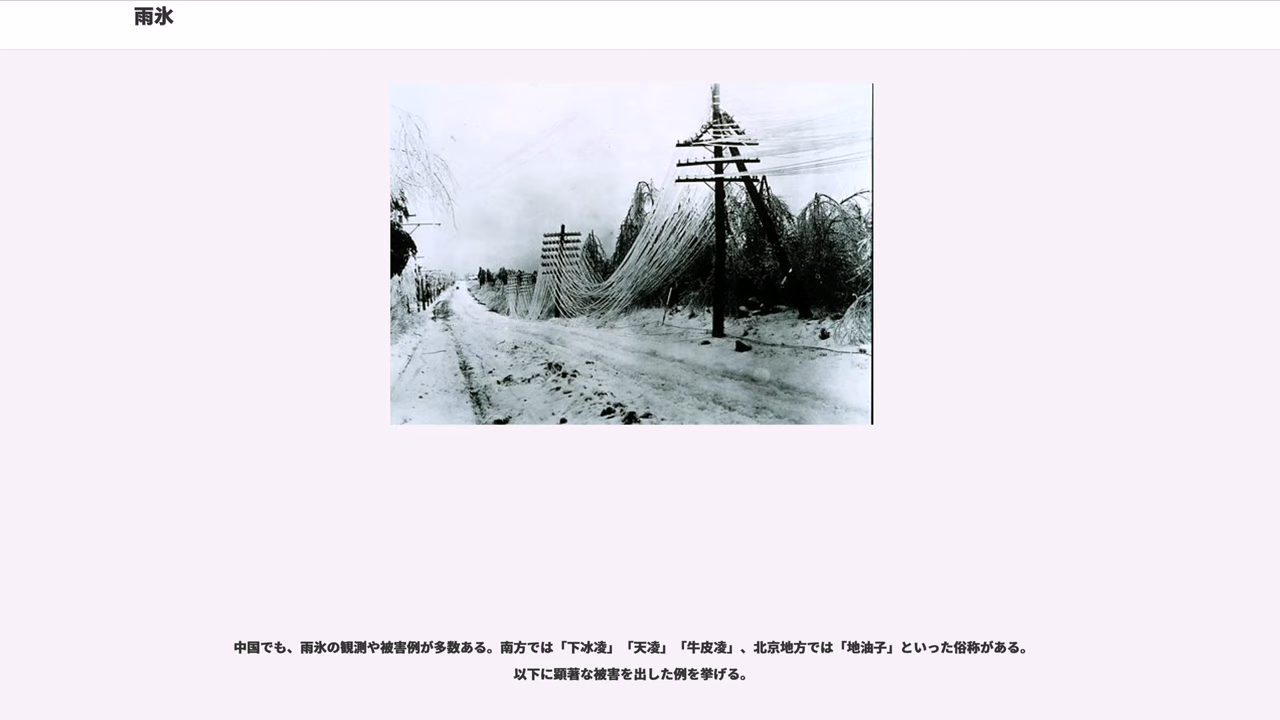 雨氷
中国でも、雨氷の観測や被害例が多数ある。南方では「下冰凌」「天凌」「牛皮凌」、北京地方では「地油子」といった俗称がある。
以下に顕著な被害を出した例を挙げる。